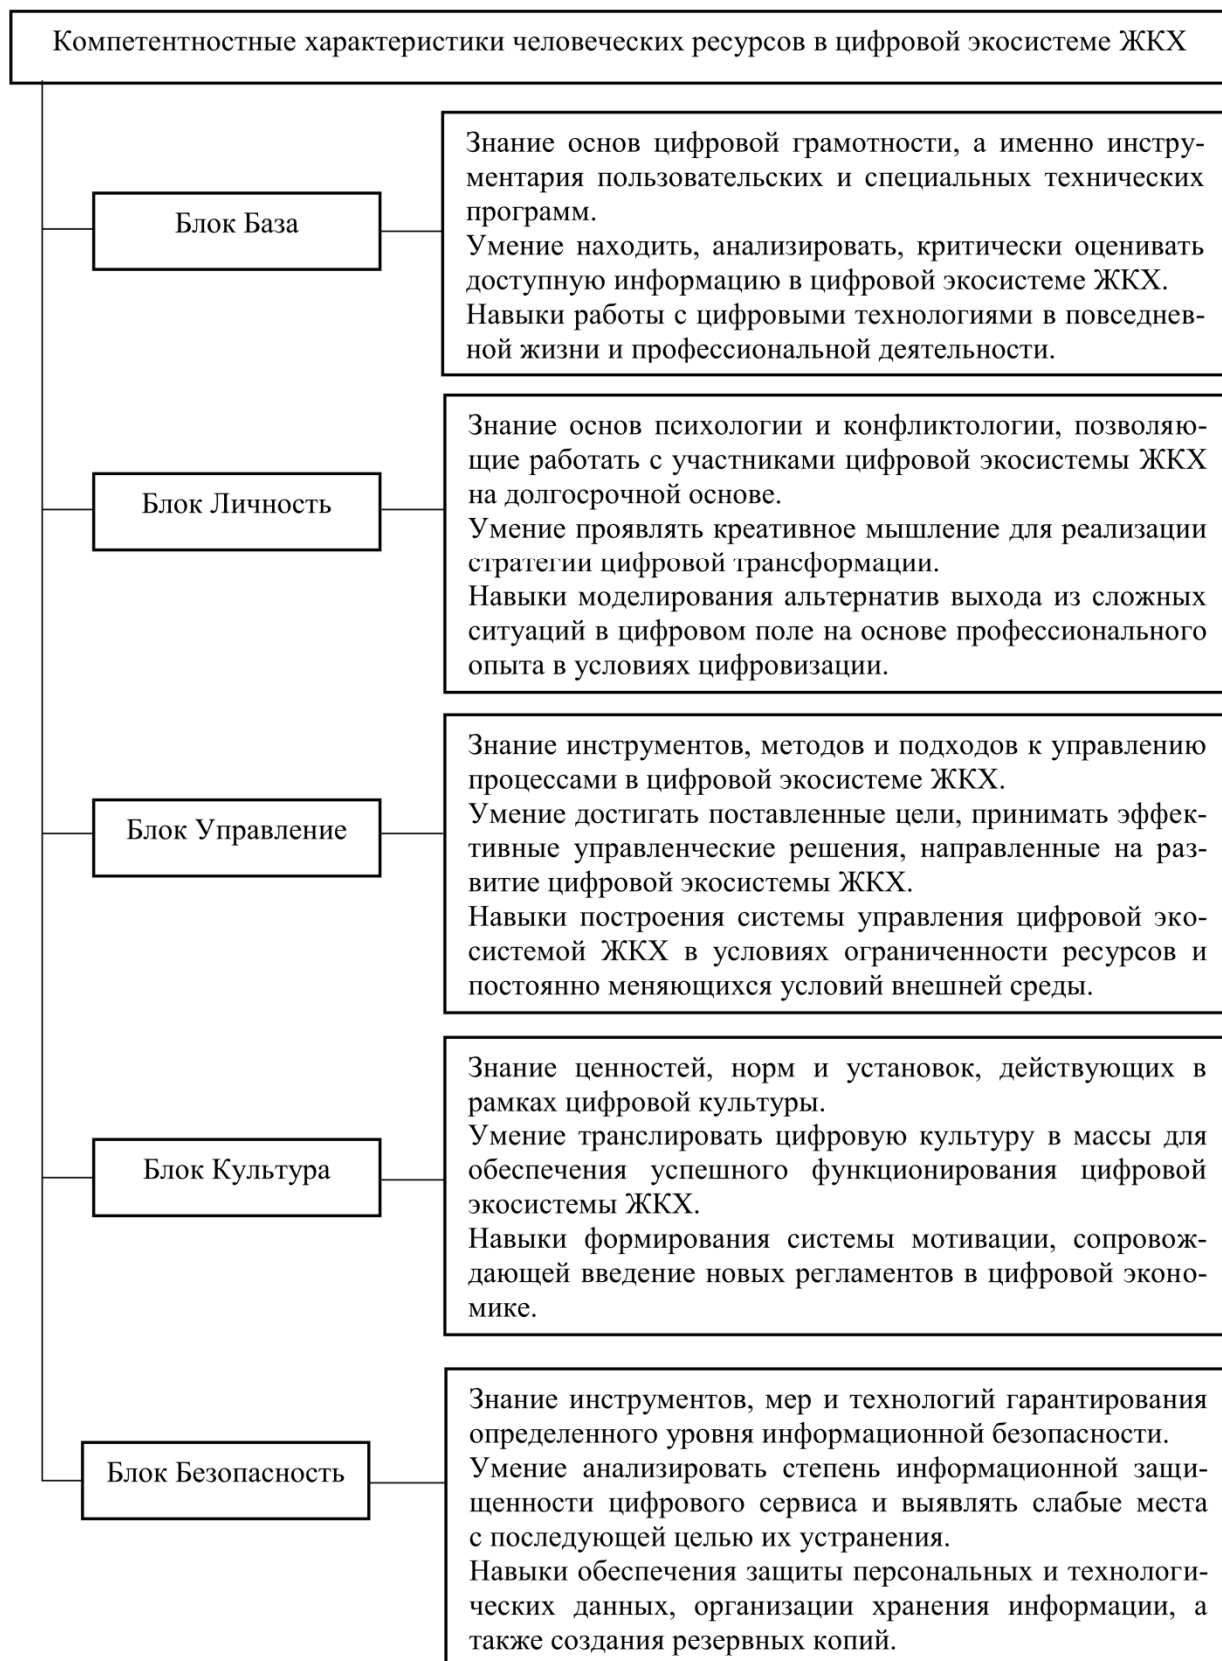 Компетентностные характеристики человеческих ресурсов в цифровой экосистеме ЖКХ
Блок База
Знание основ цифровой грамотности, а именно инстру-
ментария пользовательских и специальных технических
программ.
Умение находить, анализировать, критически оценивать
доступную информацию в цифровой экосистеме ЖКХ.
Навыки работы с цифровыми технологиями в повседнев-
ной жизни и профессиональной деятельности.
Блок Личность
Знание основ психологии и конфликтологии, позволяю-
щие работать с участниками цифровой экосистемы ЖКХ
на долгосрочной основе.
Умение проявлять креативное мышление для реализации
стратегии цифровой трансформации.
Навыки моделирования альтернатив выхода из сложных
ситуаций в цифровом поле на основе профессионального
опыта в условиях цифровизации.
Блок Управление
Знание инструментов, методов и подходов к управлению
процессами в цифровой экосистеме ЖКХ.
Умение достигать поставленные цели, принимать эффек-
тивные управленческие решения, направленные на раз-
витие цифровой экосистемы ЖКХ.
Навыки построения системы управления цифровой эко-
системой ЖКХ в условиях ограниченности ресурсов и
постоянно меняющихся условий внешней среды.
Блок Культура
Знание ценностей, норм и установок, действующих в
рамках цифровой культуры.
Умение транслировать цифровую культуру в массы для
обеспечения успешного функционирования цифровой
экосистемы ЖКХ.
Навыки формирования системы мотивации, сопровож-
дающей введение новых регламентов в цифровой эконо-
мике.
Блок Безопасность
Знание инструментов, мер и технологий гарантирования
определенного уровня информационной безопасности.
Умение анализировать степень информационной защи-
щенности цифрового сервиса и выявлять слабые места
с последующей целью их устранения.
Навыки обеспечения защиты персональных и технологи-
ческих данных, организации хранения информации, а
также создания резервных копий.